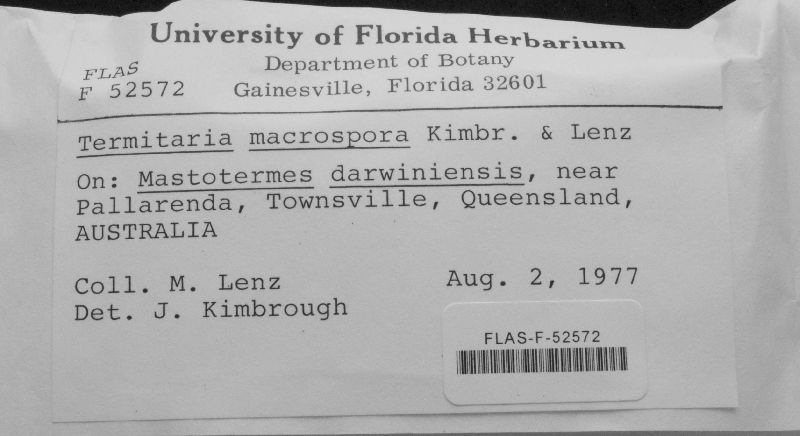 University of Florida Herbarium
Department of Botany
Gainesville, Florida 32601
FLAS
F 52572
Termitaria macrospora Kimbr. & Lenz
On: Mastotermes darwiniensis, near
Pallarenda, Townsville, Queensland,
AUSTRALIA
Coll. M. Lenz
Aug. 2, 1977
Det. J. Kimbrough
FLAS-F-52572